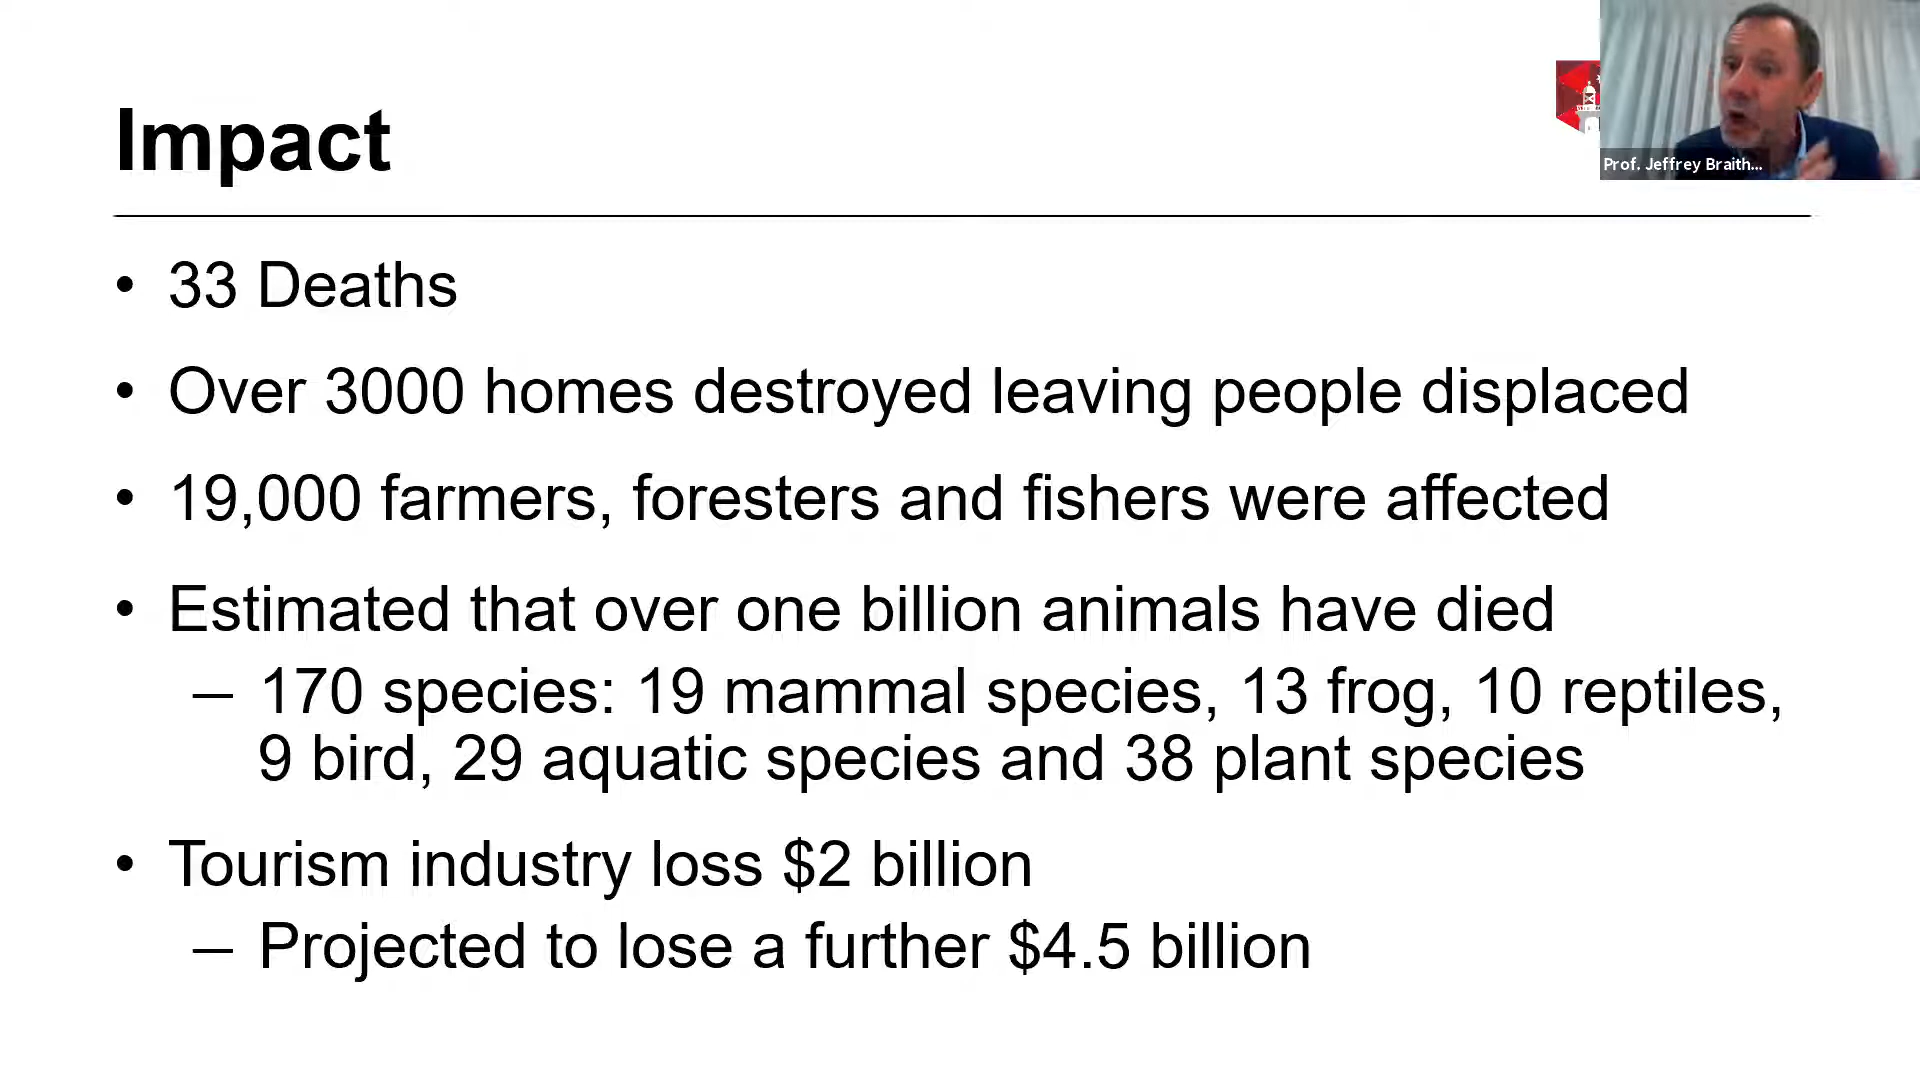 Impact
Prof. Jeffrey Braith...
• 33 Deaths
• Over 3000 homes destroyed leaving people displaced
• 19,000 farmers, foresters and fishers were affected
• Estimated that over one billion animals have died
– 170 species: 19 mammal species, 13 frog, 10 reptiles,
9 bird, 29 aquatic species and 38 plant species
• Tourism industry loss $2 billion
– Projected to lose a further $4.5 billion